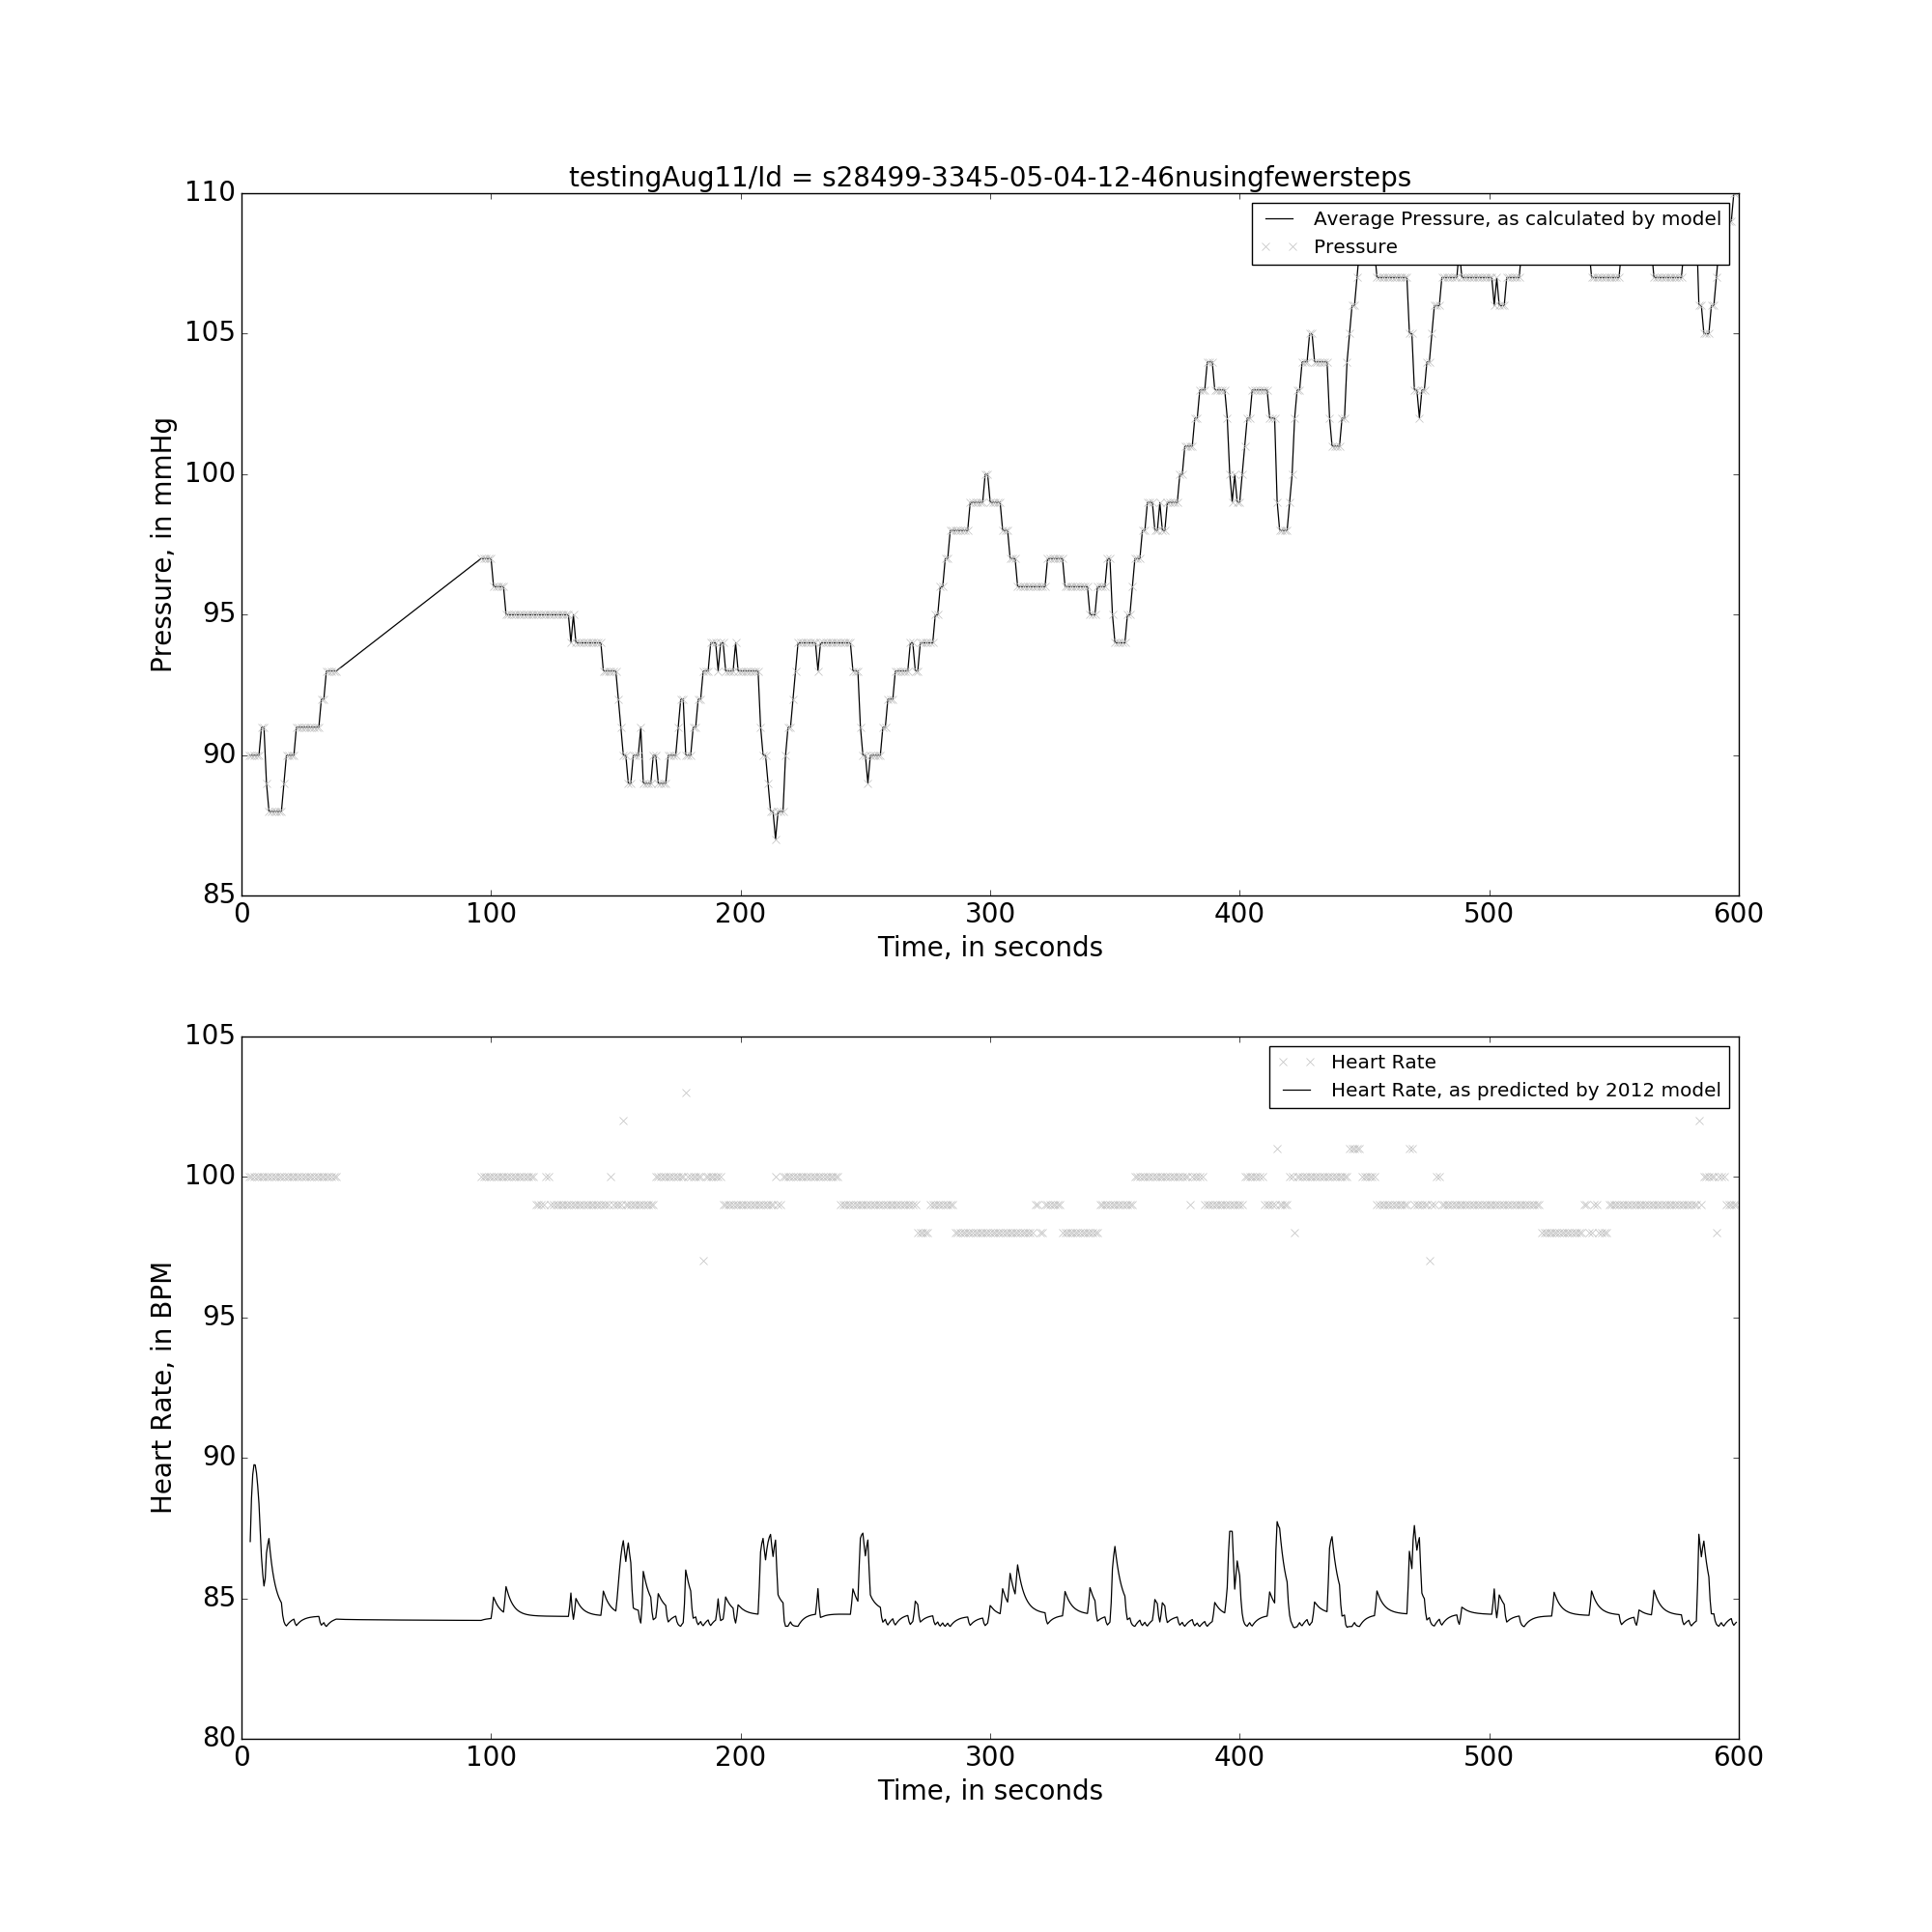 testingAug11/Id = s28499-3345-05-04-12-46nusingfewersteps
110
105
100
95
90
85
Pressure, in mmHg
Average Pressure, as calculated by model
Pressure
0 100 200 300 400 500 600
Time, in seconds
105
100
95
90
85
80
Heart Rate, in BPM
Heart Rate
Heart Rate, as predicted by 2012 model
0 100 200 300 400 500 600
Time, in seconds